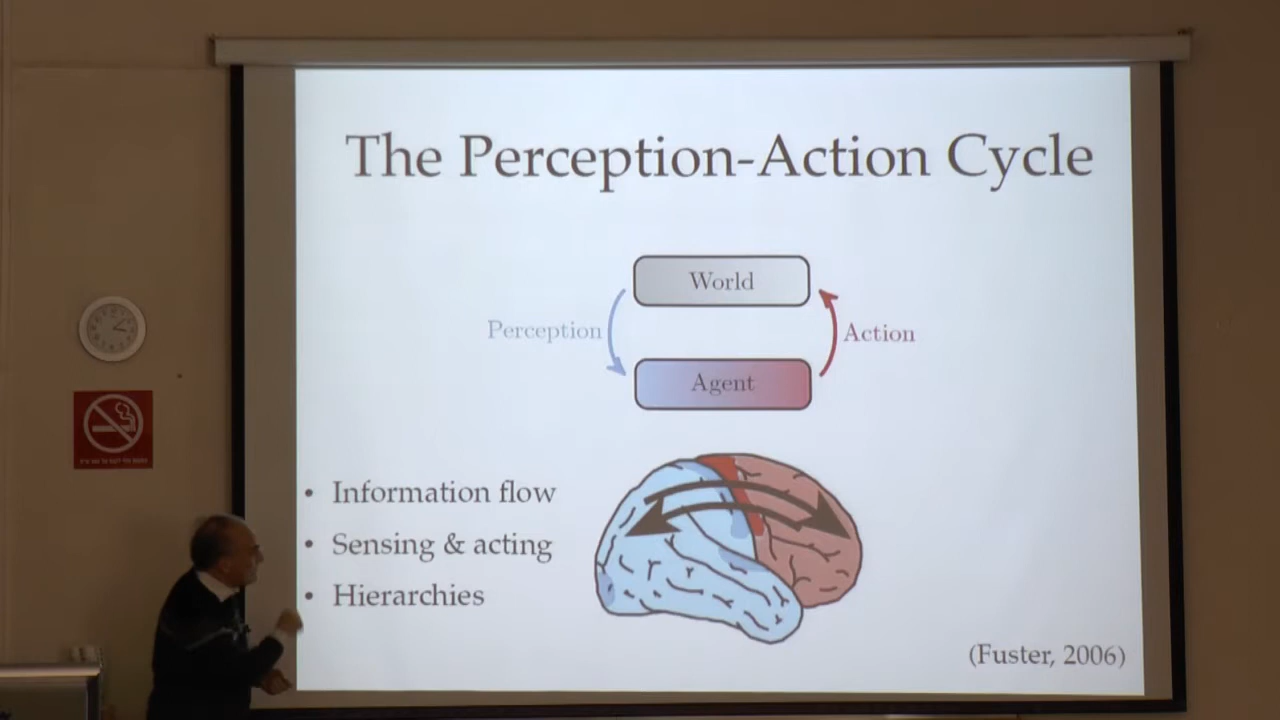 The Perception-Action Cycle
World
Perception
Action
Agent
• Information flow
• Sensing & acting
• Hierarchies
(Fuster, 2006)